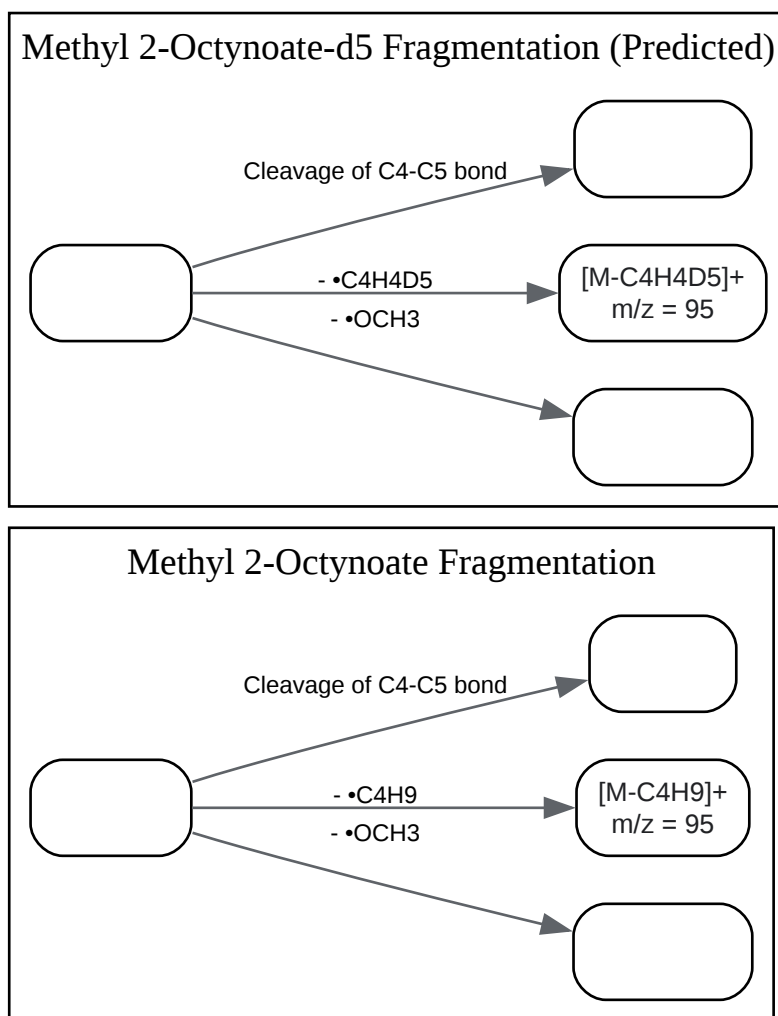 Methyl 2-Octynoate-d5 Fragmentation (Predicted)
Cleavage of C4-C5 bond
- •C4H4D5
- •OCH3
[M-C4H4D5]+
m/z = 95
Methyl 2-Octynoate Fragmentation
Cleavage of C4-C5 bond
- •C4H9
- •OCH3
[M-C4H9]+
m/z = 95